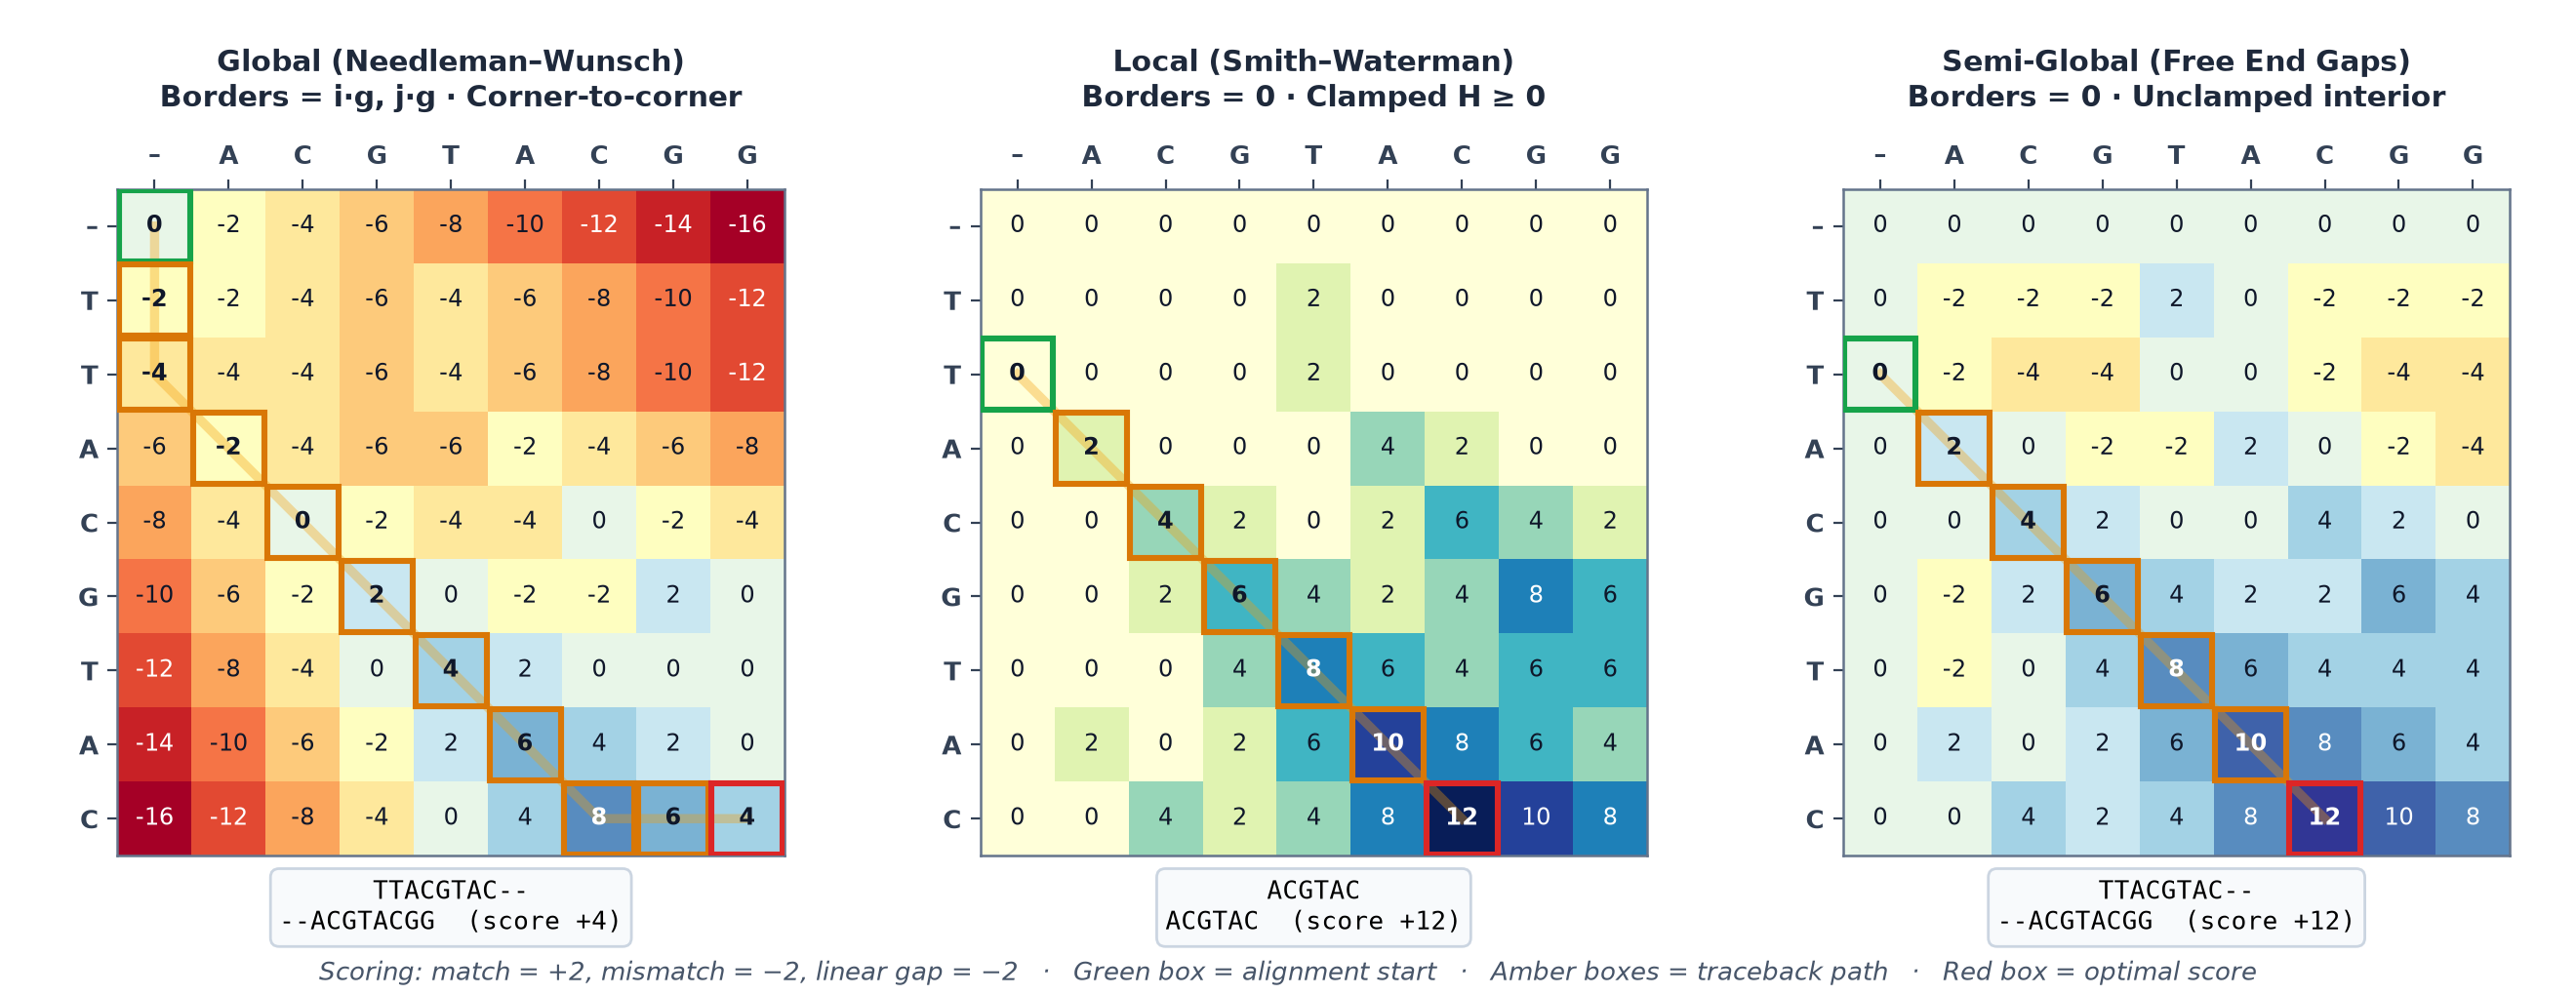 Global (Needleman–Wunsch)
Borders = i·g, j·g · Corner-to-corner
– A C G T A C G G
– 0 -2 -4 -6 -8 -10 -12 -14 -16
T -2 -2 -4 -6 -4 -6 -8 -10 -12
T -4 -4 -4 -6 -4 -6 -8 -10 -12
A -6 -2 -4 -6 -6 -2 -4 -6 -8
C -8 -4 0 -2 -4 -4 0 -2 -4
G -10 -6 -2 2 0 -2 -2 2 0
T -12 -8 -4 0 4 2 0 0 0
A -14 -10 -6 -2 2 6 4 2 0
C -16 -12 -8 -4 0 4 8 6 4
TTACGTAC--
--ACGTACGG (score +4)
Local (Smith–Waterman)
Borders = 0 · Clamped H ≥ 0
– A C G T A C G G
– 0 0 0 0 0 0 0 0 0
T 0 0 0 0 2 0 0 0 0
T 0 0 0 0 2 0 0 0 0
A 0 2 0 0 0 4 2 0 0
C 0 0 4 2 0 2 6 4 2
G 0 0 2 6 4 2 4 8 6
T 0 0 0 4 8 6 4 6 6
A 0 2 0 2 6 10 8 6 4
C 0 0 4 2 4 8 12 10 8
ACGTAC
ACGTAC (score +12)
Semi-Global (Free End Gaps)
Borders = 0 · Unclamped interior
– A C G T A C G G
– 0 0 0 0 0 0 0 0 0
T 0 -2 -2 -2 2 0 -2 -2 -2
T 0 -2 -4 -4 0 0 -2 -4 -4
A 0 2 0 -2 -2 2 0 -2 -4
C 0 0 4 2 0 0 4 2 0
G 0 -2 2 6 4 2 2 6 4
T 0 -2 0 4 8 6 4 4 4
A 0 2 0 2 6 10 8 6 4
C 0 0 4 2 4 8 12 10 8
TTACGTAC--
--ACGTACGG (score +12)
Scoring: match = +2, mismatch = −2, linear gap = −2 · Green box = alignment start · Amber boxes = traceback path · Red box = optimal score